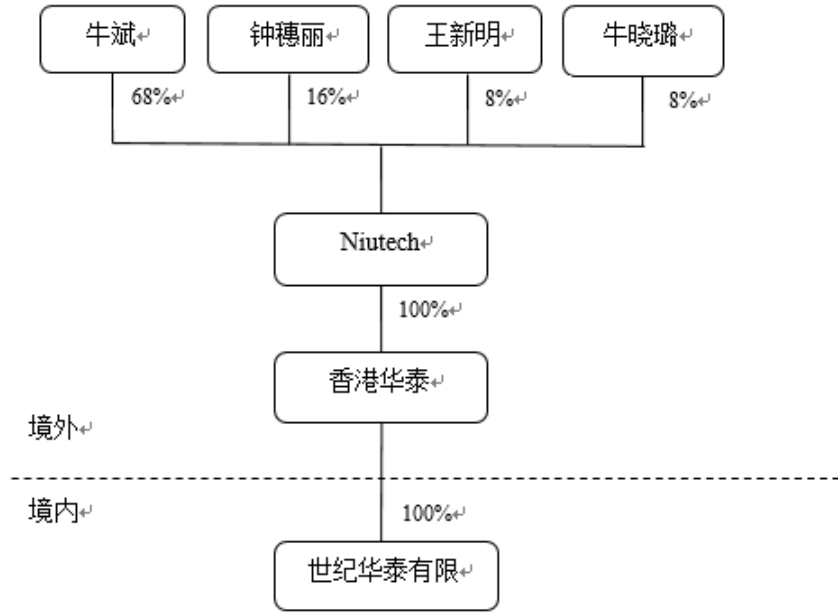 牛斌↵
钟穗丽↵
王新明↵
牛晓璐↵
68%↵
16%↵
8%↵
8%↵
Niutech↵
100%↵
香港华泰↵
境外↵
境内↵
100%↵
世纪华泰有限↵